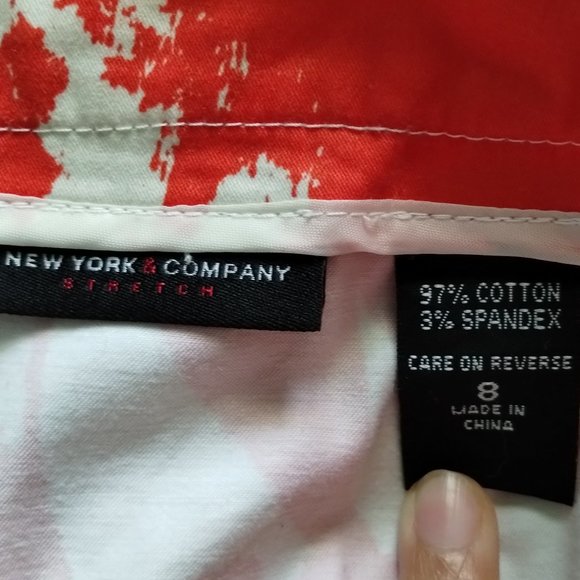 NEW YORK & COMPANY
STRETCH
97% COTTON
3% SPANDEX
CARE ON REVERSE
8
MADE IN
CHINA